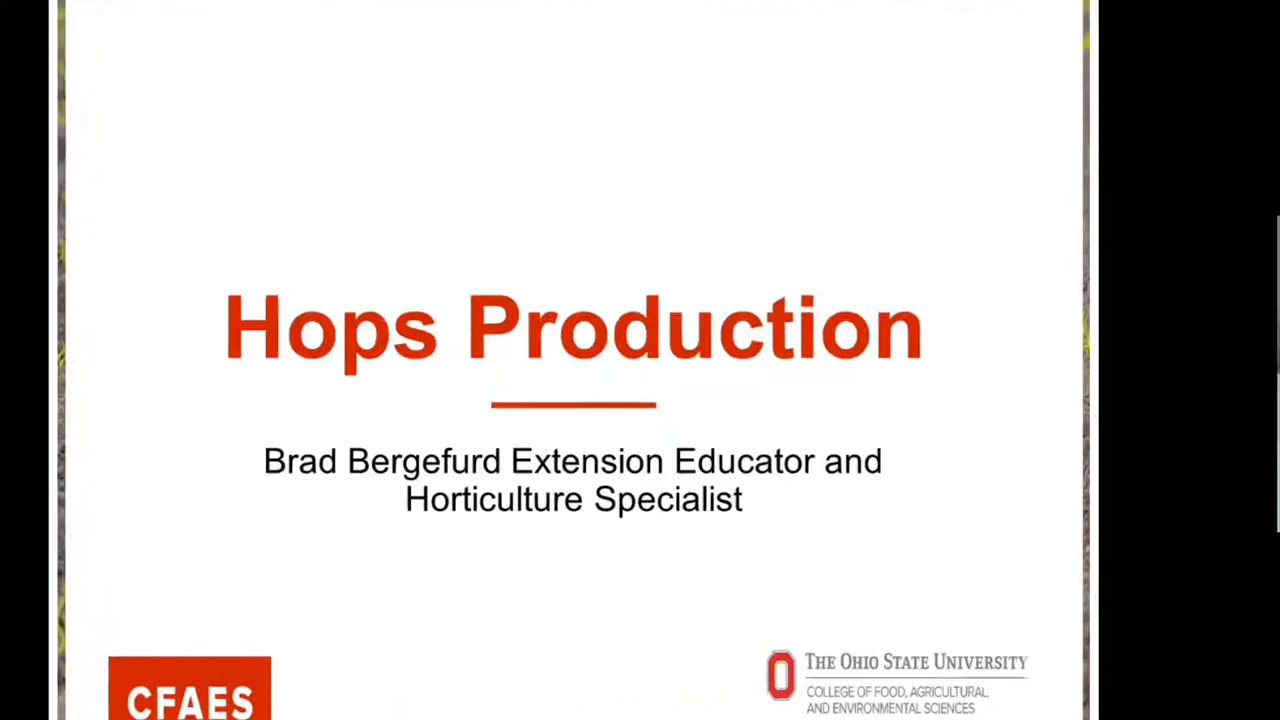 Hops Production
Brad Bergefurd Extension Educator and
Horticulture Specialist
CFAES
THE OHIO STATE UNIVERSITY
COLLEGE OF FOOD, AGRICULTURAL,
AND ENVIRONMENTAL SCIENCES